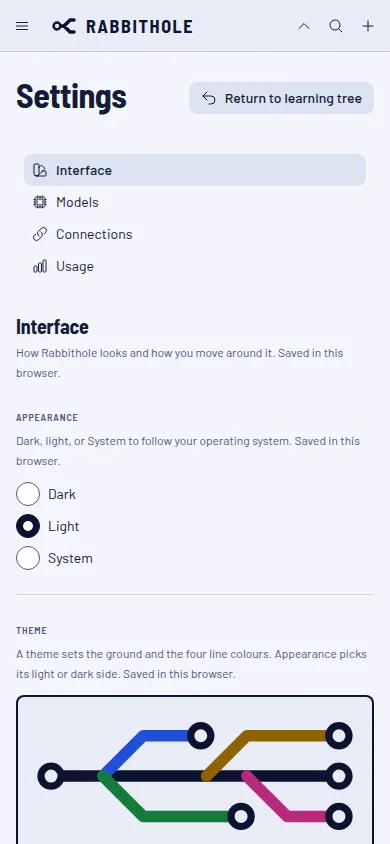 RABBITHOLE
Settings
Return to learning tree
Interface
Models
Connections
Usage
Interface
How Rabbithole looks and how you move around it. Saved in this
browser.
APPEARANCE
Dark, light, or System to follow your operating system. Saved in this
browser.
Dark
Light
System
THEME
A theme sets the ground and the four line colours. Appearance picks
its light or dark side. Saved in this browser.